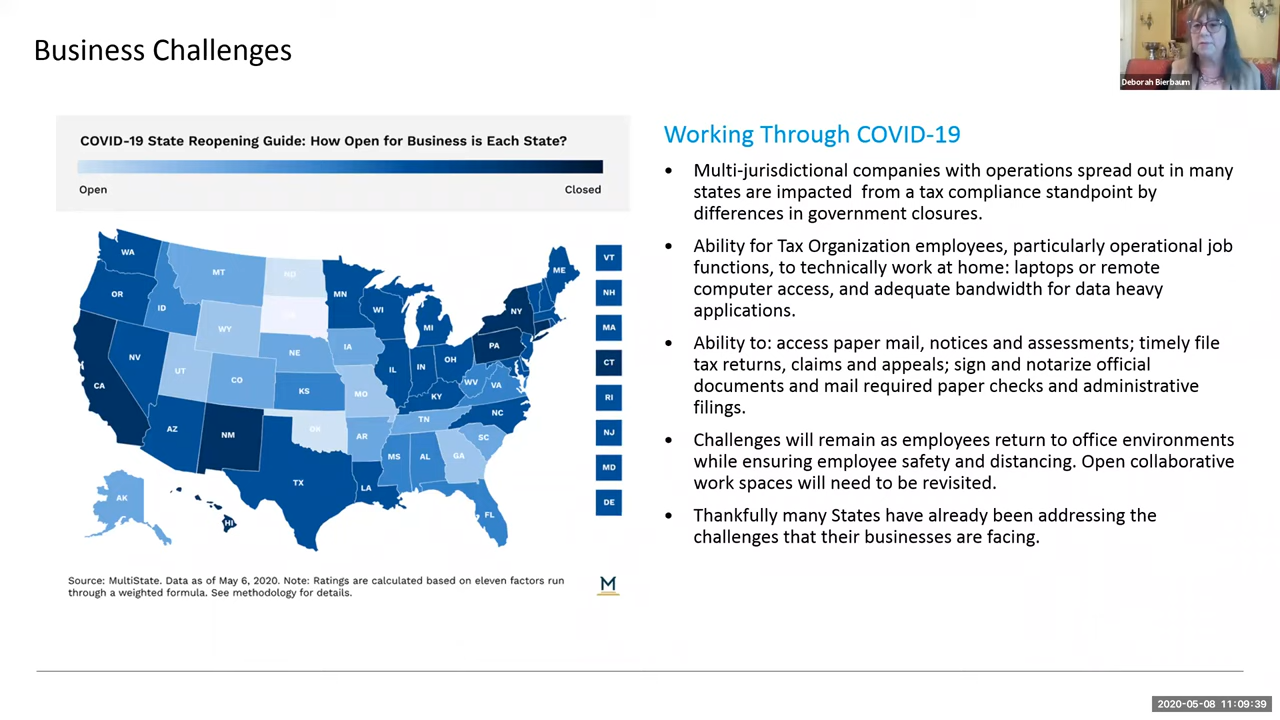 Business Challenges
Deborah Bierbaum
COVID-19 State Reopening Guide: How Open for Business is Each State?
Open
Closed
WA
OR
CA
NV
ID
MT
WY
UT
AZ
CO
NM
ND
NE
KS
OK
TX
MN
IA
MO
AR
LA
WI
IL
MI
IN
OH
KY
TN
MS
AL
GA
FL
SC
NC
VA
WV
PA
NY
ME
AK
HI
VT
NH
MA
CT
RI
NJ
MD
DE
Source: MultiState. Data as of May 6, 2020. Note: Ratings are calculated based on eleven factors run
through a weighted formula. See methodology for details.
M
Working Through COVID-19
• Multi-jurisdictional companies with operations spread out in many
states are impacted from a tax compliance standpoint by
differences in government closures.
• Ability for Tax Organization employees, particularly operational job
functions, to technically work at home: laptops or remote
computer access, and adequate bandwidth for data heavy
applications.
• Ability to: access paper mail, notices and assessments; timely file
tax returns, claims and appeals; sign and notarize official
documents and mail required paper checks and administrative
filings.
• Challenges will remain as employees return to office environments
while ensuring employee safety and distancing. Open collaborative
work spaces will need to be revisited.
• Thankfully many States have already been addressing the
challenges that their businesses are facing.
2020-05-08 11:09:39